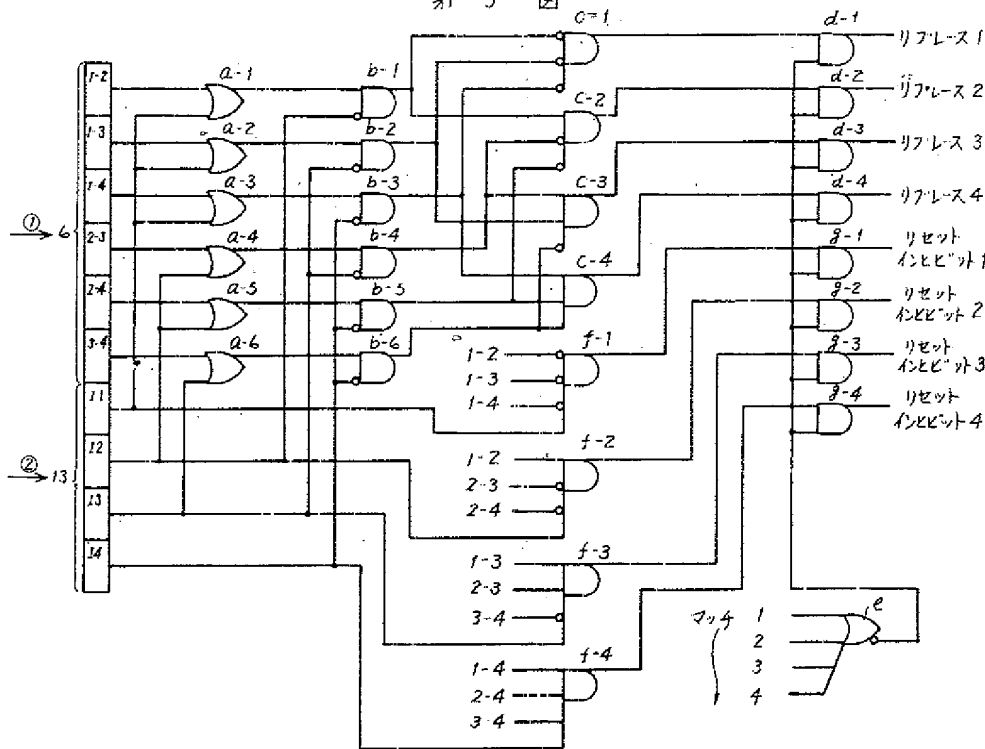 第 5 図
1-2
1-3
1-4
2-3
2-4
3-4
I1
I2
I3
I4
① 6
② 13
a-1
a-2
a-3
a-4
a-5
a-6
b-1
b-2
b-3
b-4
b-5
b-6
c-1
c-2
c-3
c-4
1-2
1-3
1-4
f-1
1-2
2-3
2-4
f-2
1-3
2-3
3-4
f-3
1-4
2-4
3-4
f-4
d-1
d-2
d-3
d-4
g-1
g-2
g-3
g-4
リプレース 1
リプレース 2
リプレース 3
リプレース 4
リセット
インヒビット 1
リセット
インヒビット 2
リセット
インヒビット 3
リセット
インヒビット 4
マッチ 1
2
3
4
e